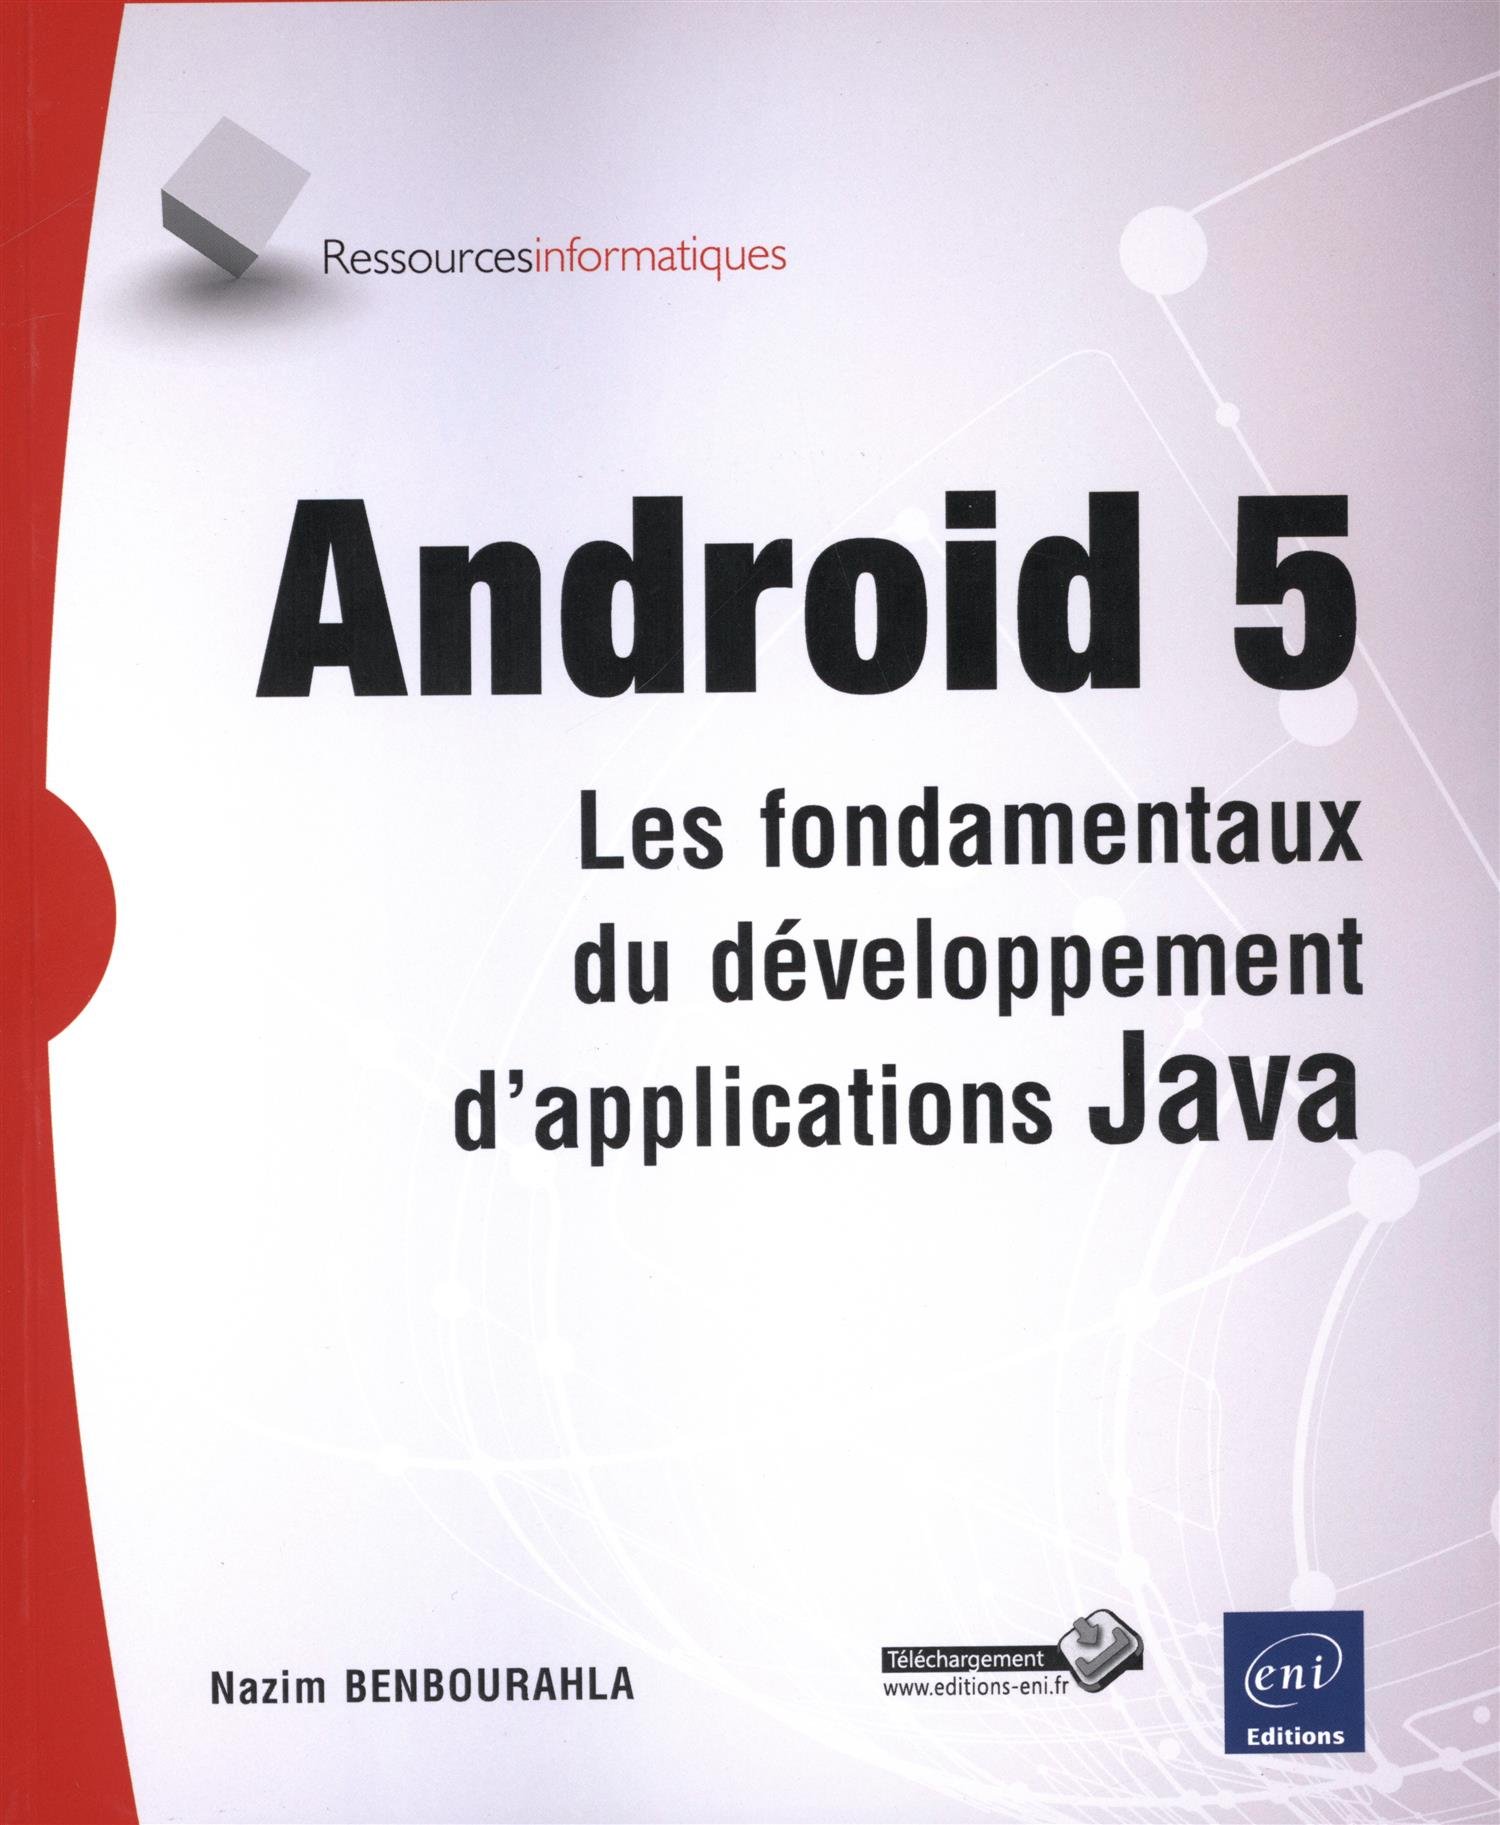 Ressourcesinformatiques
Android 5
Les fondamentaux
du développement
d'applications Java
Nazim BENBOURAHLA
Téléchargement
www.editions-eni.fr
eni
Editions